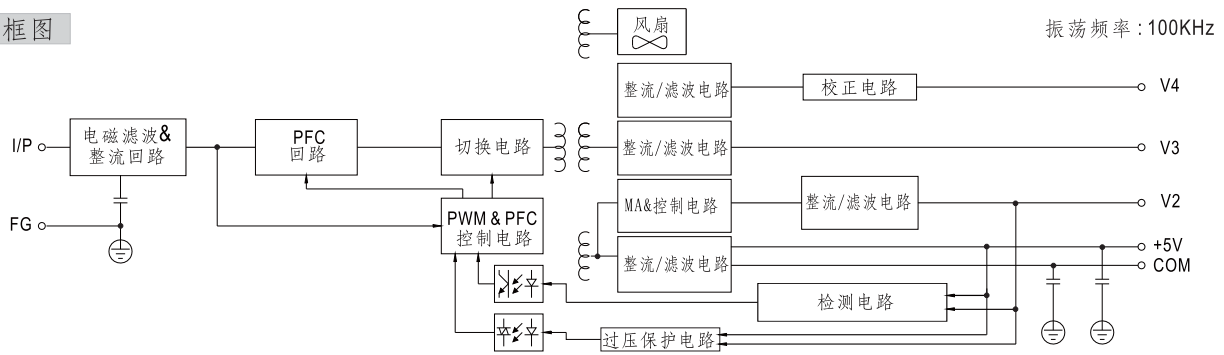 框图
风扇
振荡频率：100KHz
整流/滤波电路
校正电路
V4
I/P
电磁滤波&
整流回路
PFC
回路
切换电路
整流/滤波电路
V3
MA&控制电路
整流/滤波电路
V2
FG
PWM & PFC
控制电路
整流/滤波电路
+5V
COM
检测电路
过压保护电路